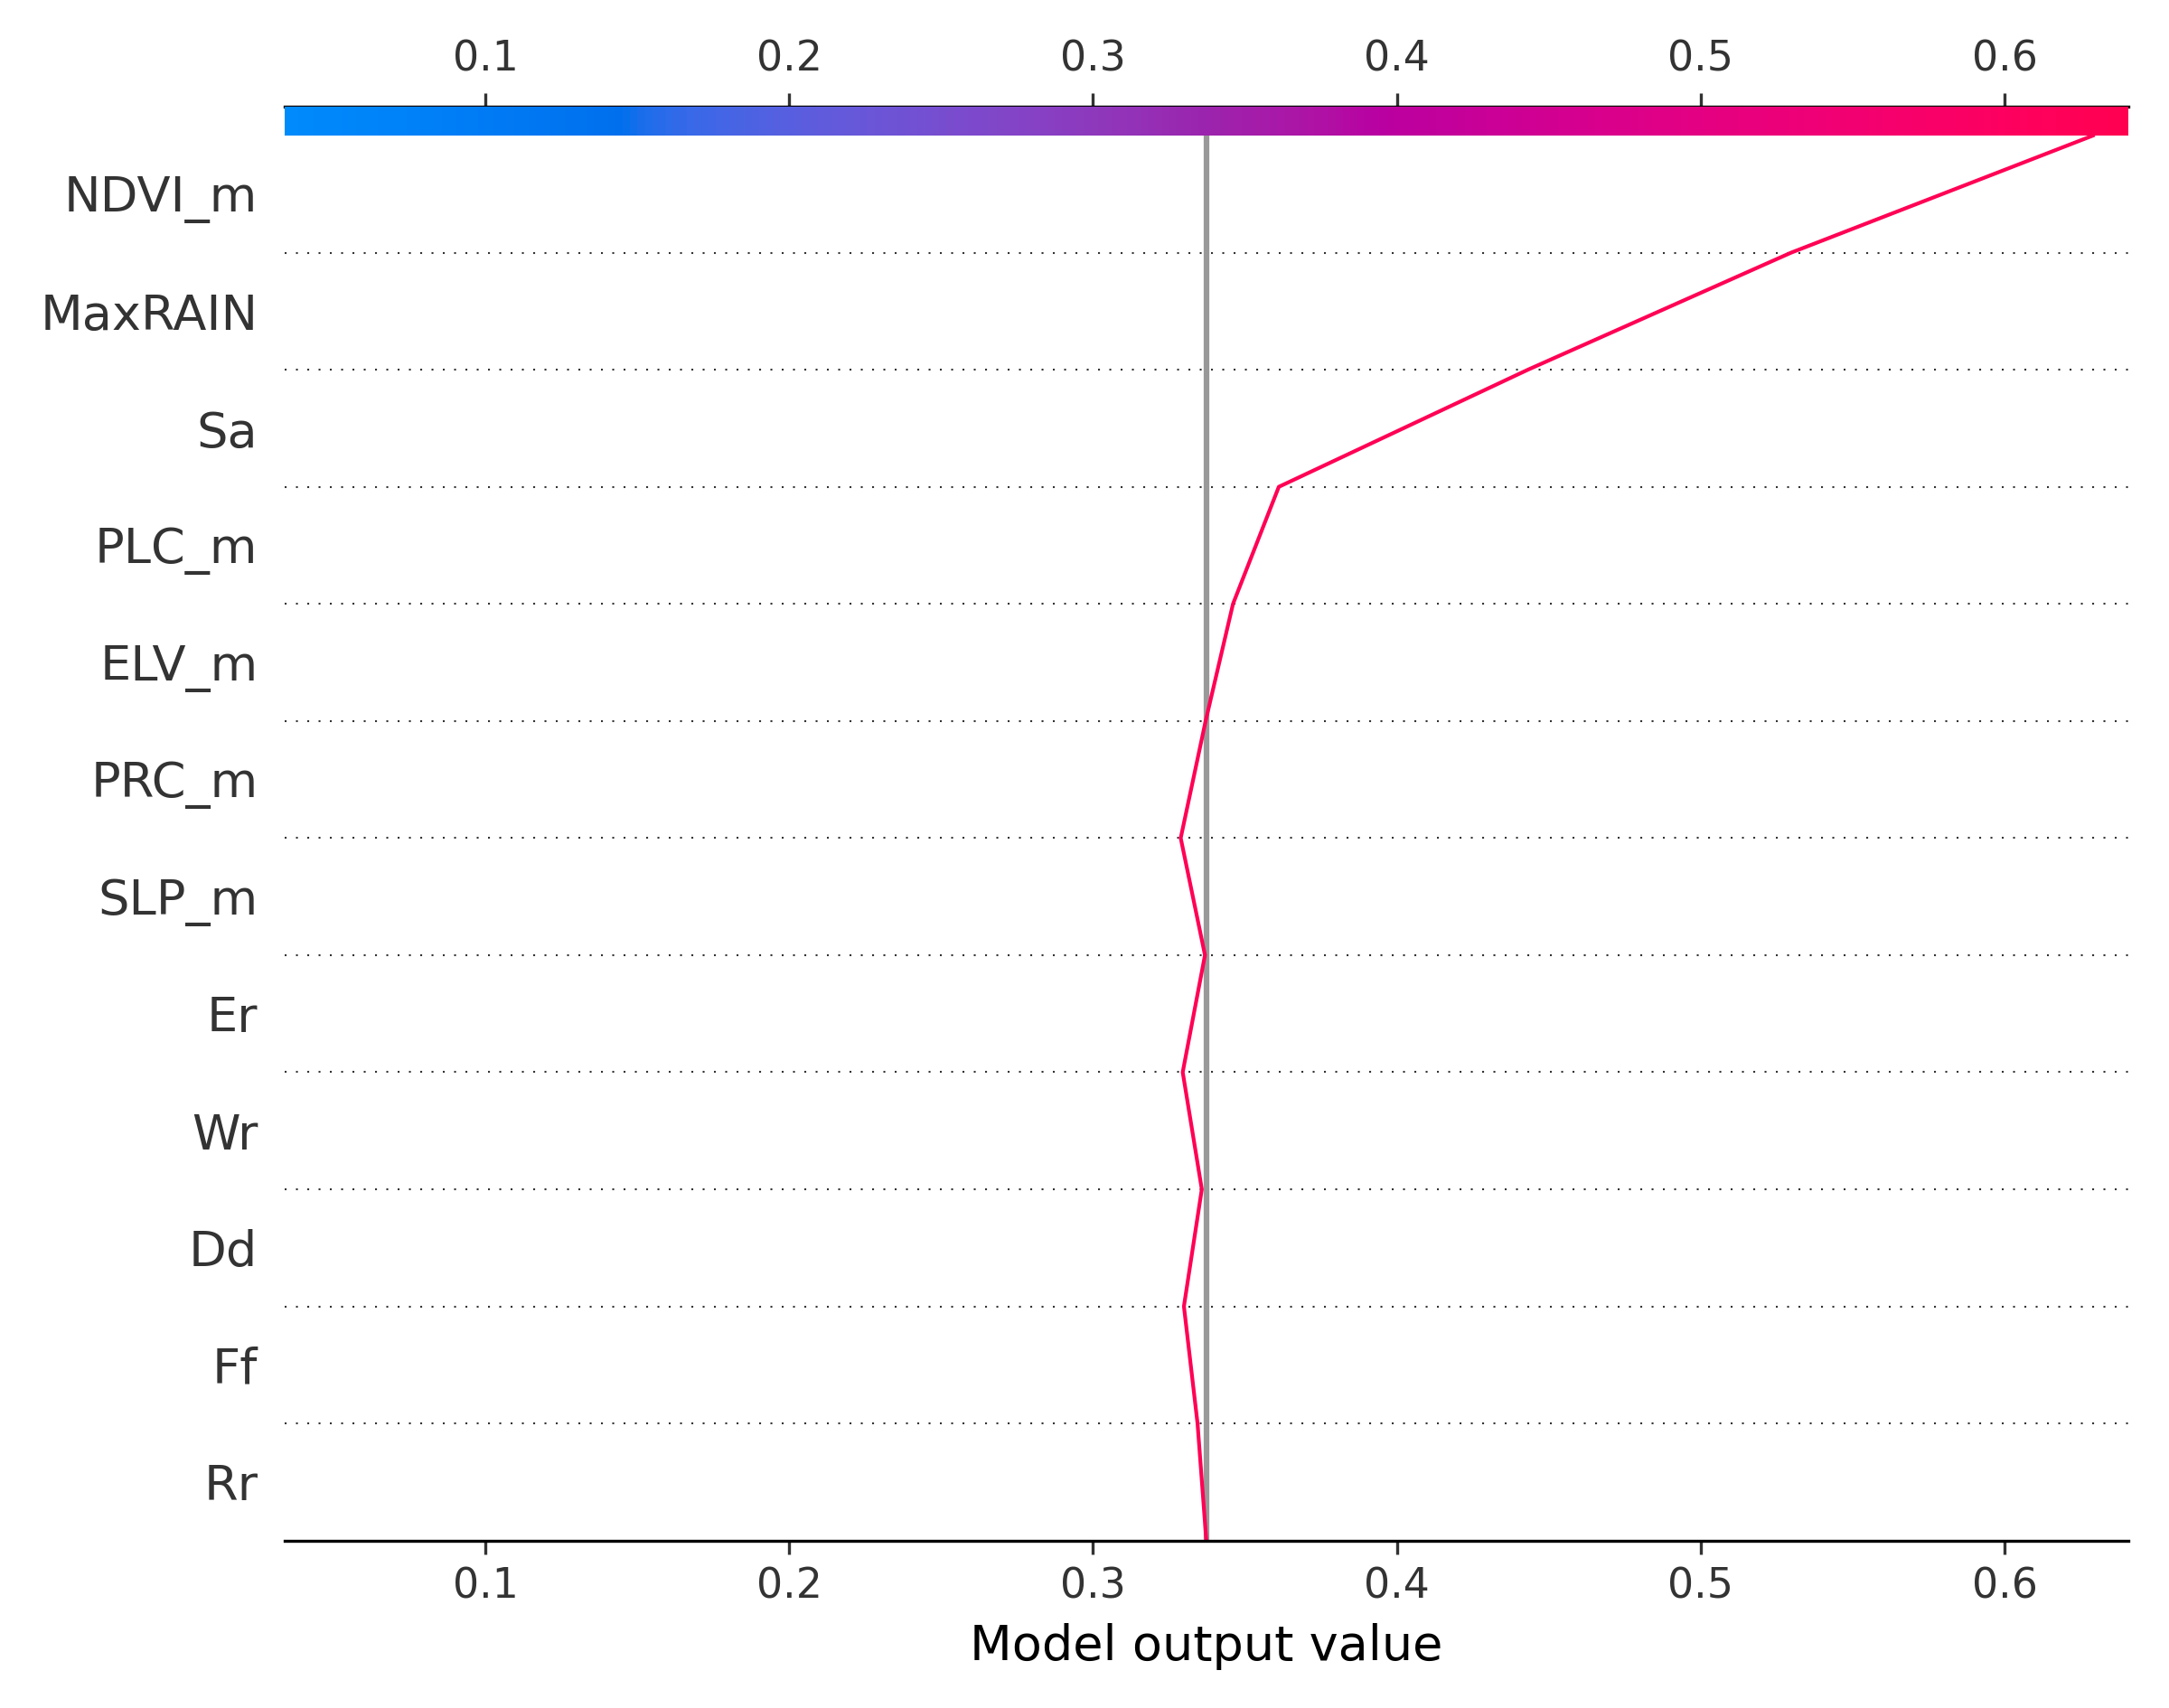 0.1 0.2 0.3 0.4 0.5 0.6
NDVI_m
MaxRAIN
Sa
PLC_m
ELV_m
PRC_m
SLP_m
Er
Wr
Dd
Ff
Rr
0.1 0.2 0.3 0.4 0.5 0.6
Model output value